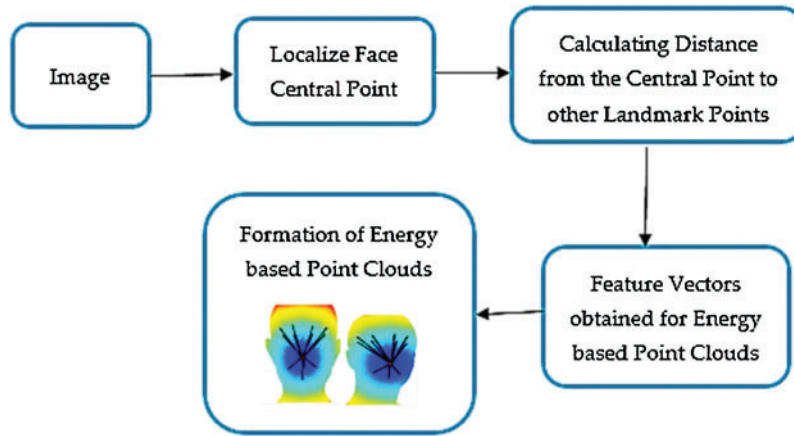 Image
Localize Face
Central Point
Calculating Distance
from the Central Point to
other Landmark Points
Feature Vectors
obtained for Energy
based Point Clouds
Formation of Energy
based Point Clouds